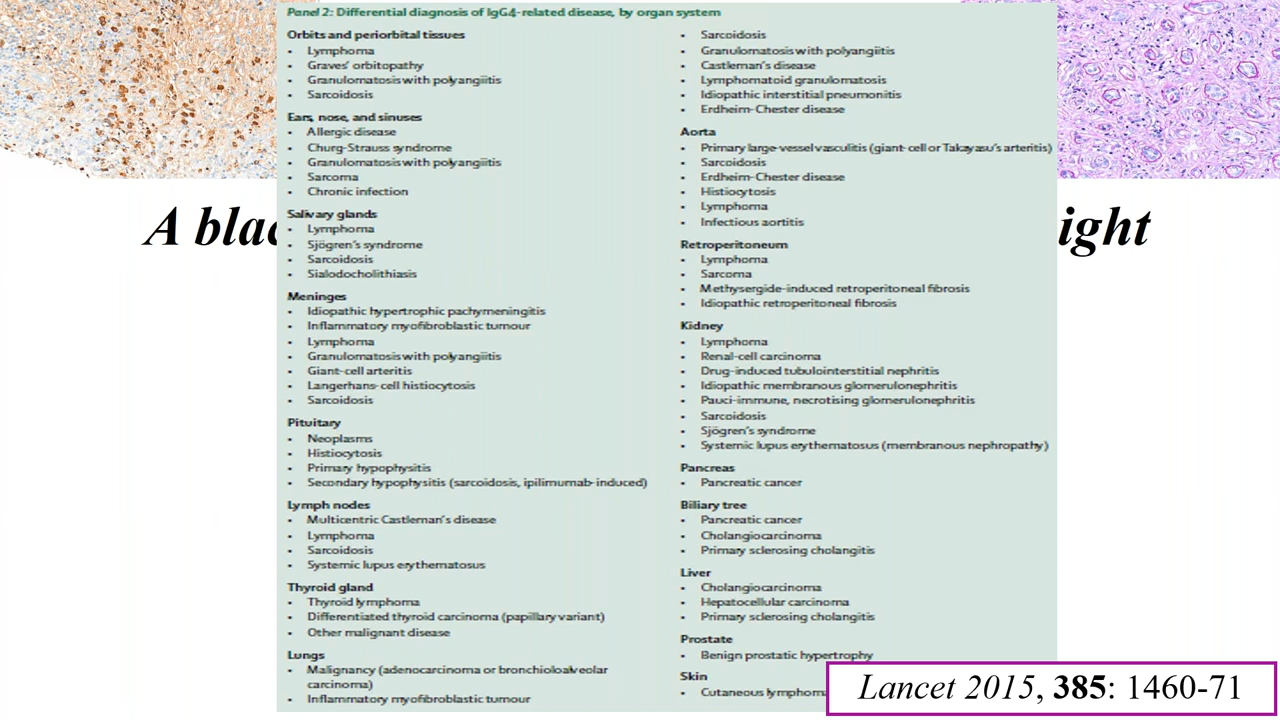 Panel 2: Differential diagnosis of IgG4-related disease, by organ system
Orbits and periorbital tissues
• Lymphoma
• Graves' orbitopathy
• Granulomatosis with polyangiitis
• Sarcoidosis
Ears, nose, and sinuses
• Allergic disease
• Churg-Strauss syndrome
• Granulomatosis with polyangiitis
• Sarcoma
• Chronic infection
Salivary glands
• Lymphoma
• Sjögren's syndrome
• Sarcoidosis
• Sialodocholithiasis
Meninges
• Idiopathic hypertrophic pachymeningitis
• Inflammatory myofibroblastic tumour
• Lymphoma
• Granulomatosis with polyangiitis
• Giant-cell arteritis
• Langerhans-cell histiocytosis
• Sarcoidosis
Pituitary
• Neoplasms
• Histiocytosis
• Primary hypophysitis
• Secondary hypophysitis (sarcoidosis, ipilimumab-induced)
Lymph nodes
• Multicentric Castleman's disease
• Lymphoma
• Sarcoidosis
• Systemic lupus erythematosus
Thyroid gland
• Thyroid lymphoma
• Differentiated thyroid carcinoma (papillary variant)
• Other malignant disease
Lungs
• Malignancy (adenocarcinoma or bronchioloalveolar
carcinoma)
• Inflammatory myofibroblastic tumour
• Sarcoidosis
• Granulomatosis with polyangiitis
• Castleman's disease
• Lymphomatoid granulomatosis
• Idiopathic interstitial pneumonitis
• Erdheim-Chester disease
Aorta
• Primary large-vessel vasculitis (giant-cell or Takayasu's arteritis)
• Sarcoidosis
• Erdheim-Chester disease
• Histiocytosis
• Lymphoma
• Infectious aortitis
Retroperitoneum
• Lymphoma
• Sarcoma
• Methysergide-induced retroperitoneal fibrosis
• Idiopathic retroperitoneal fibrosis
Kidney
• Lymphoma
• Renal-cell carcinoma
• Drug-induced tubulointerstitial nephritis
• Idiopathic membranous glomerulonephritis
• Pauci-immune, necrotising glomerulonephritis
• Sarcoidosis
• Sjögren's syndrome
• Systemic lupus erythematosus (membranous nephropathy)
Pancreas
• Pancreatic cancer
Biliary tree
• Pancreatic cancer
• Cholangiocarcinoma
• Primary sclerosing cholangitis
Liver
• Cholangiocarcinoma
• Hepatocellular carcinoma
• Primary sclerosing cholangitis
Prostate
• Benign prostatic hypertrophy
Skin
• Cutaneous lymphoma
A
Lancet 2015, 385: 1460-71